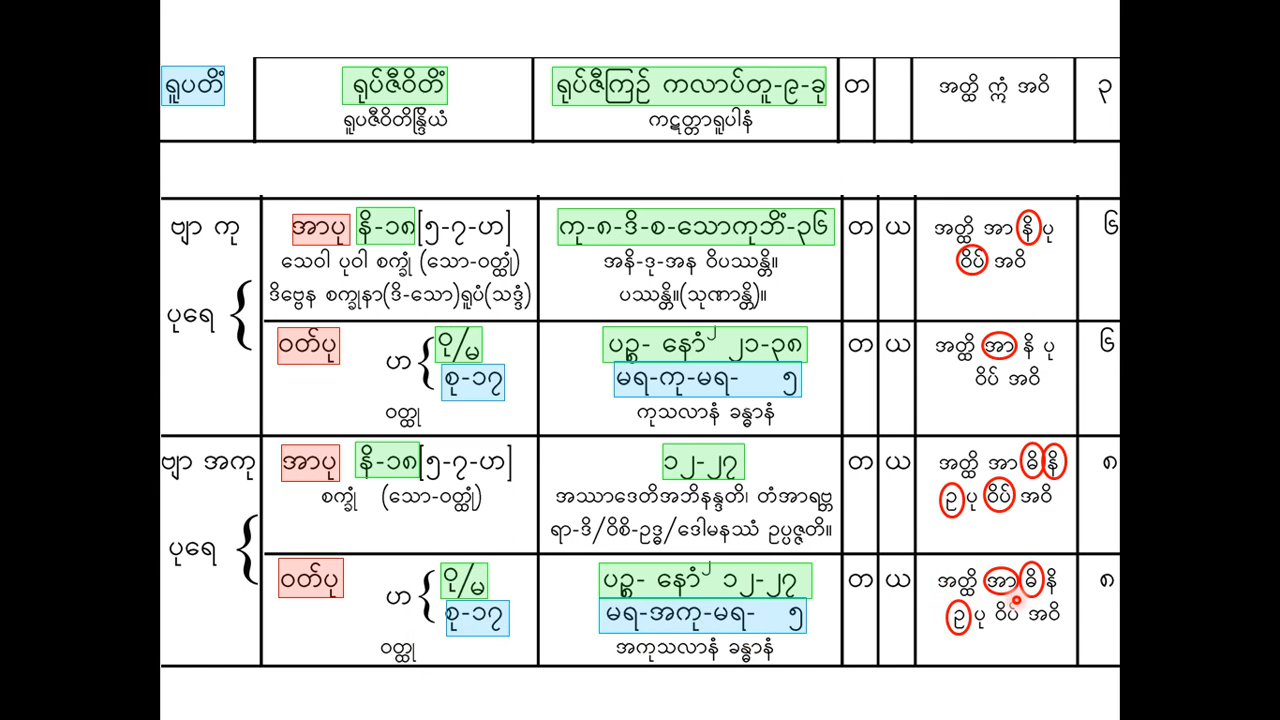 ရူပတိံ ရုပ်ဇီဝိတိံ ရုပ်ဇီကြဉ် ကလာပ်တူ-၉-ခု တ အတ္ထိ ဣံ အဝိ ၃
ရူပဇီဝိတိန္ဒြိယံ ကဋတ္တာရူပါနံ
ဗျာ ကု အာပု နိ-၁၈[၅-၇-ဟ] ကု-၈-ဒိ-စ-သောကုဘိံ-၃၆ တ ယ အတ္ထိ အာ နိ ပု ၆
သေဝါ ပုဝါ စက္ခုံ (သော-ဝတ္ထုံ) အနိ-ဒု-အန ဝိပဿန္တိ။ ဝိပ် အဝိ
ပုရေ { ဒိဗ္ဗေန စက္ခုနာ(ဒိ-သော)ရူပံ(သဒ္ဒံ) ပဿန္တိ။(သုဏာန္တိ)။
ဝတ်ပု ဟ { ဝု/မ ပဉ္စ- နောံ ၂ ၂၁-၃၈ တ ယ အတ္ထိ အာ နိ ပု ၆
စု-၁၇ မရ-ကု-မရ- ၅ ဝိပ် အဝိ
ဝတ္ထု ကုသလာနံ ခန္ဓာနံ
ဗျာ အကု အာပု နိ-၁၈[၅-၇-ဟ] ၁၂-၂၇ တ ယ အတ္ထိ အာ ဓိ နိ ၈
စက္ခုံ (သော-ဝတ္ထုံ) အဿာဒေတိအဘိနန္ဒတိ၊ တံအာရဗ္ဘ ဥ ပု ဝိပ် အဝိ
ပုရေ { ရာ-ဒိ/ဝိစိ-ဥဒ္ဓ/ဒေါမနဿံ ဥပ္ပဇ္ဇတိ။
ဝတ်ပု ဟ { ဝု/မ ပဉ္စ- နောံ ၂ ၁၂-၂၇ တ ယ အတ္ထိ အာ ဓိ နိ ၈
စု-၁၇ မရ-အကု-မရ- ၅ ဥ ပု ဝိပ် အဝိ
ဝတ္ထု အကုသလာနံ ခန္ဓာနံ